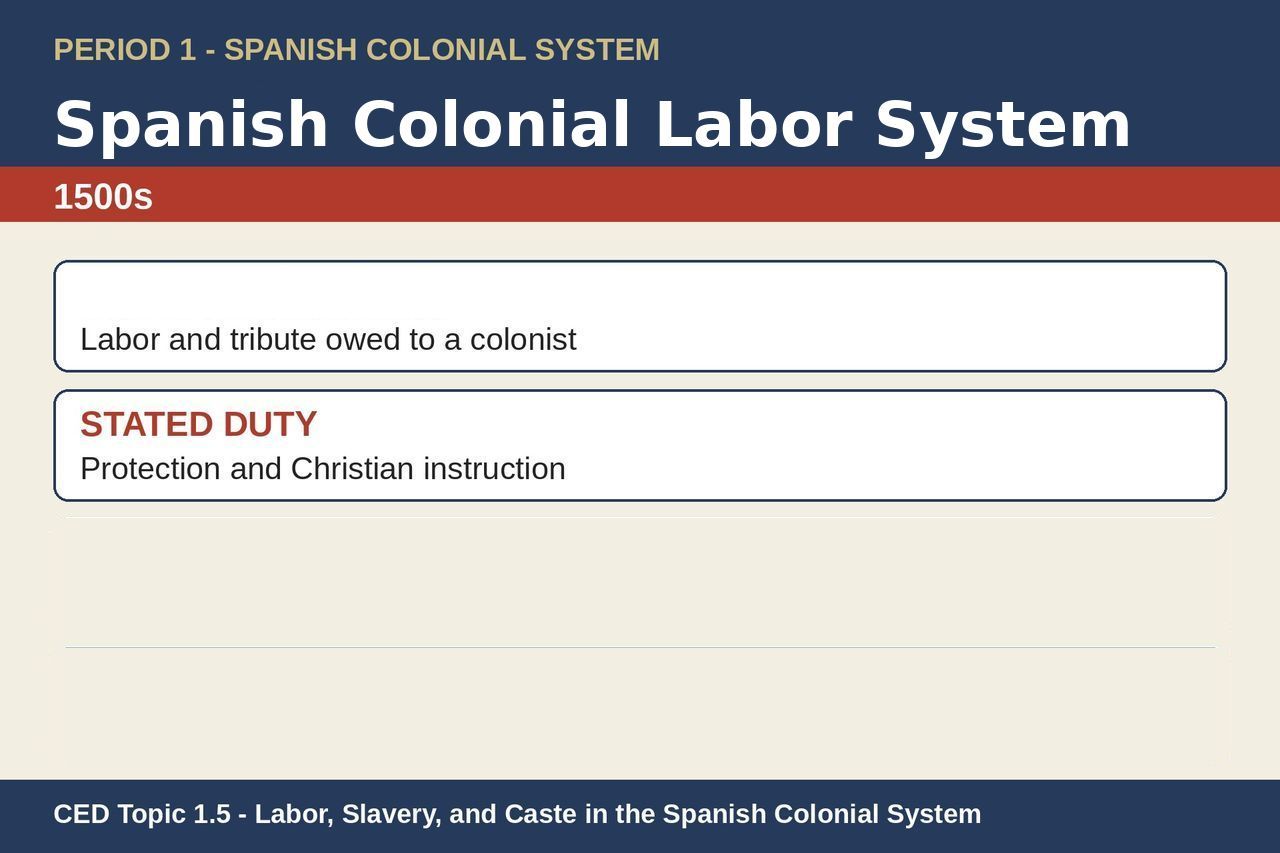 PERIOD 1 - SPANISH COLONIAL SYSTEM
Spanish Colonial Labor System
1500s
Labor and tribute owed to a colonist
STATED DUTY
Protection and Christian instruction
CED Topic 1.5 - Labor, Slavery, and Caste in the Spanish Colonial System